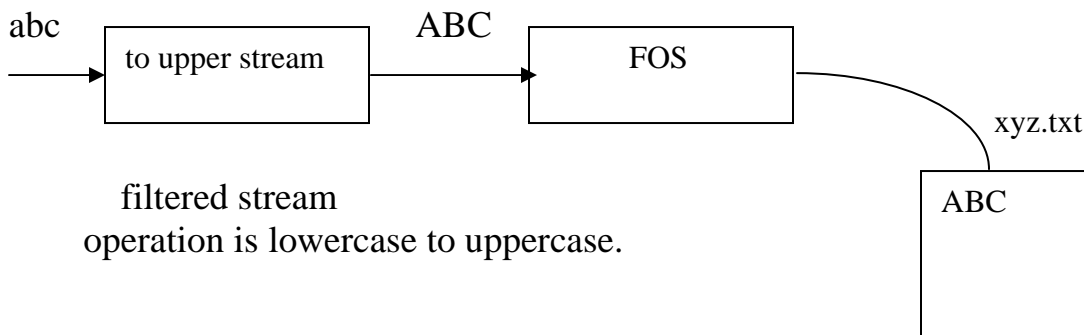 abc
to upper stream
ABC
FOS
xyz.txt
ABC
filtered stream
operation is lowercase to uppercase.